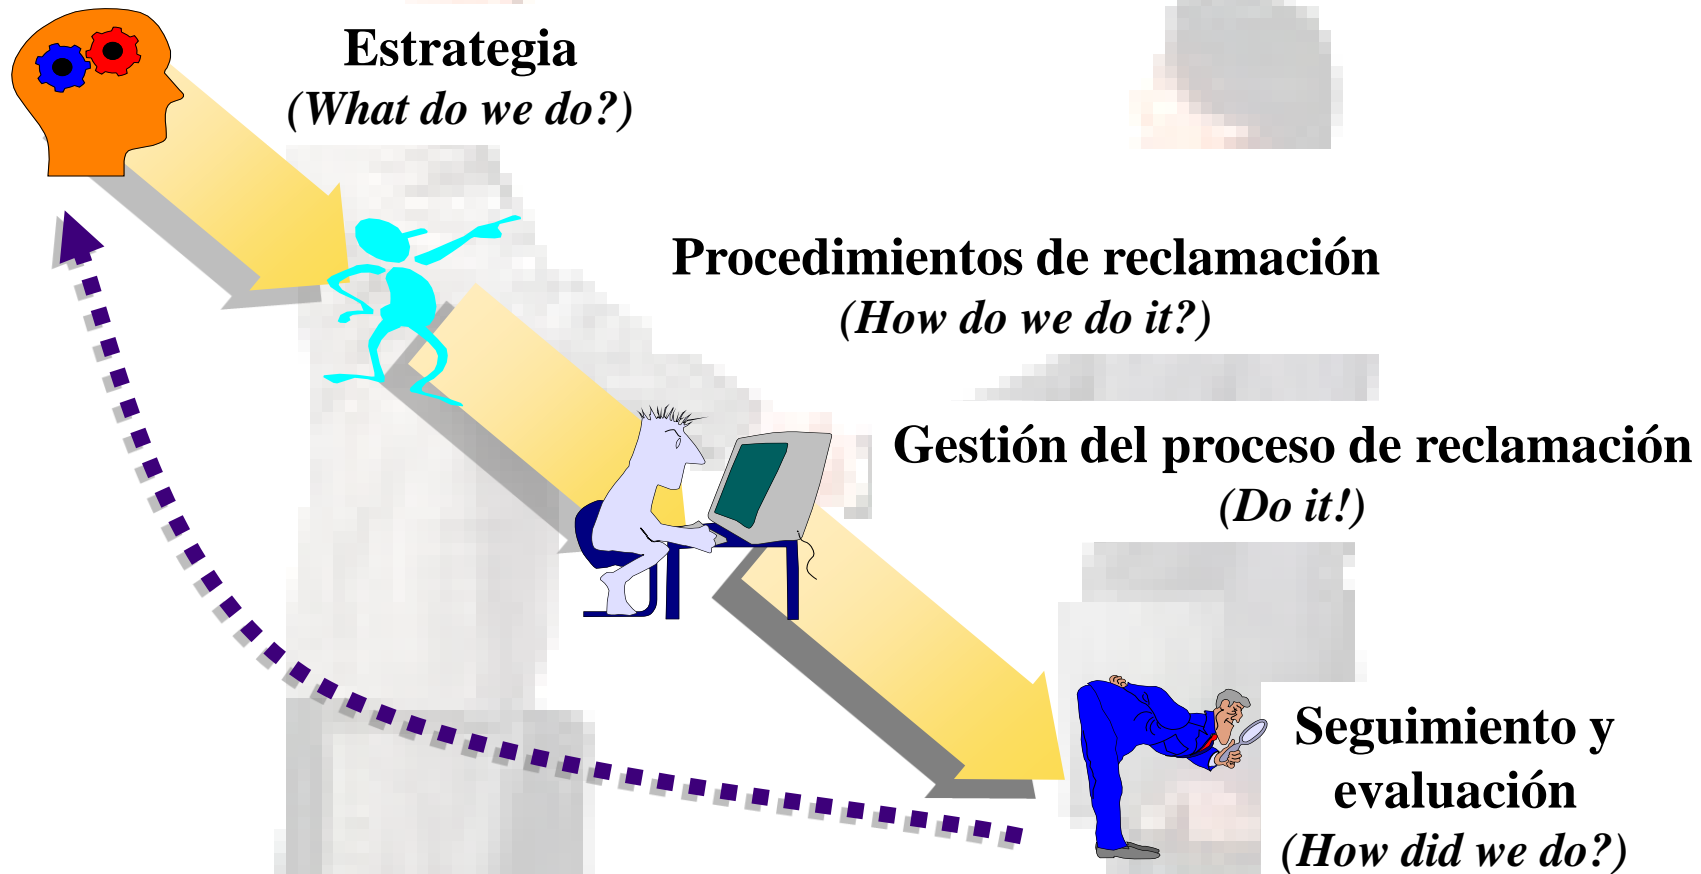 Estrategia
(What do we do?)
Procedimientos de reclamación
(How do we do it?)
Gestión del proceso de reclamación
(Do it!)
Seguimiento y
evaluación
(How did we do?)